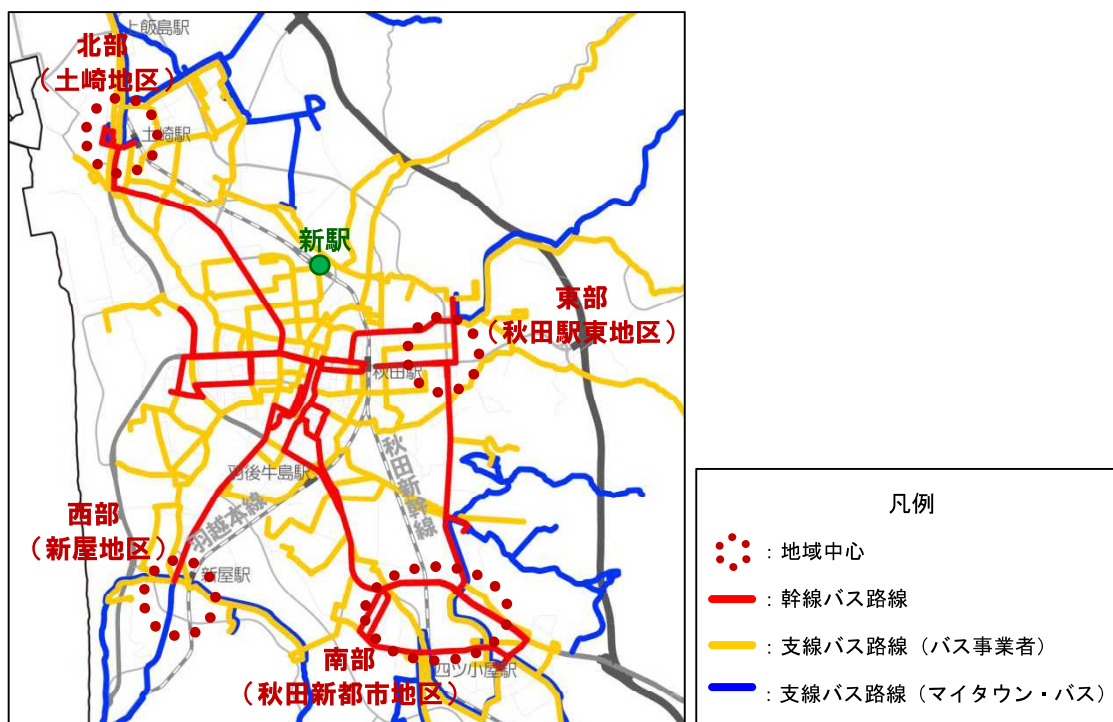 上飯島駅
北部
（土崎地区）
土崎駅
新駅
東部
（秋田駅東地区）
秋田駅
秋田新幹線
羽後牛島駅
羽越本線
西部
（新屋地区）
新屋駅
南部
（秋田新都市地区）
四ツ小屋駅
凡例
：地域中心
：幹線バス路線
：支線バス路線（バス事業者）
：支線バス路線（マイタウン・バス）